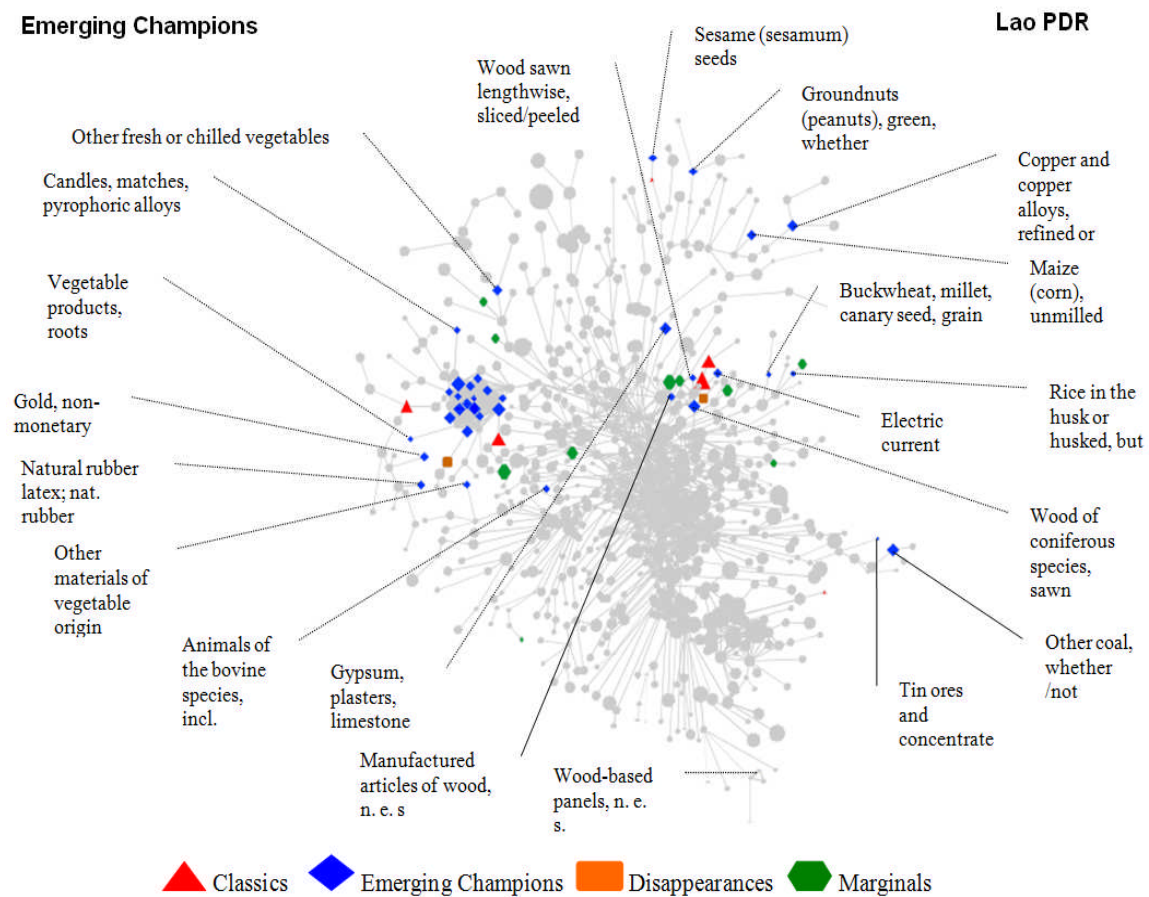 Emerging Champions
Lao PDR
Sesame (sesamum)
seeds
Wood sawn
lengthwise,
sliced/peeled
Groundnuts
(peanuts), green,
whether
Other fresh or chilled vegetables
Copper and
copper
alloys,
refined or
Candles, matches,
pyrophoric alloys
Maize
(corn),
unmilled
Vegetable
products,
roots
Buckwheat, millet,
canary seed, grain
Gold, non-
monetary
Rice in the
husk or
husked, but
Electric
current
Natural rubber
latex; nat.
rubber
Wood of
coniferous
species,
sawn
Other
materials of
vegetable
origin
Other coal,
whether
/not
Animals of
the bovine
species,
incl.
Gypsum,
plasters,
limestone
Tin ores
and
concentrate
Manufactured
articles of wood,
n. e. s
Wood-based
panels, n. e.
s.
Classics
Emerging Champions
Disappearances
Marginals